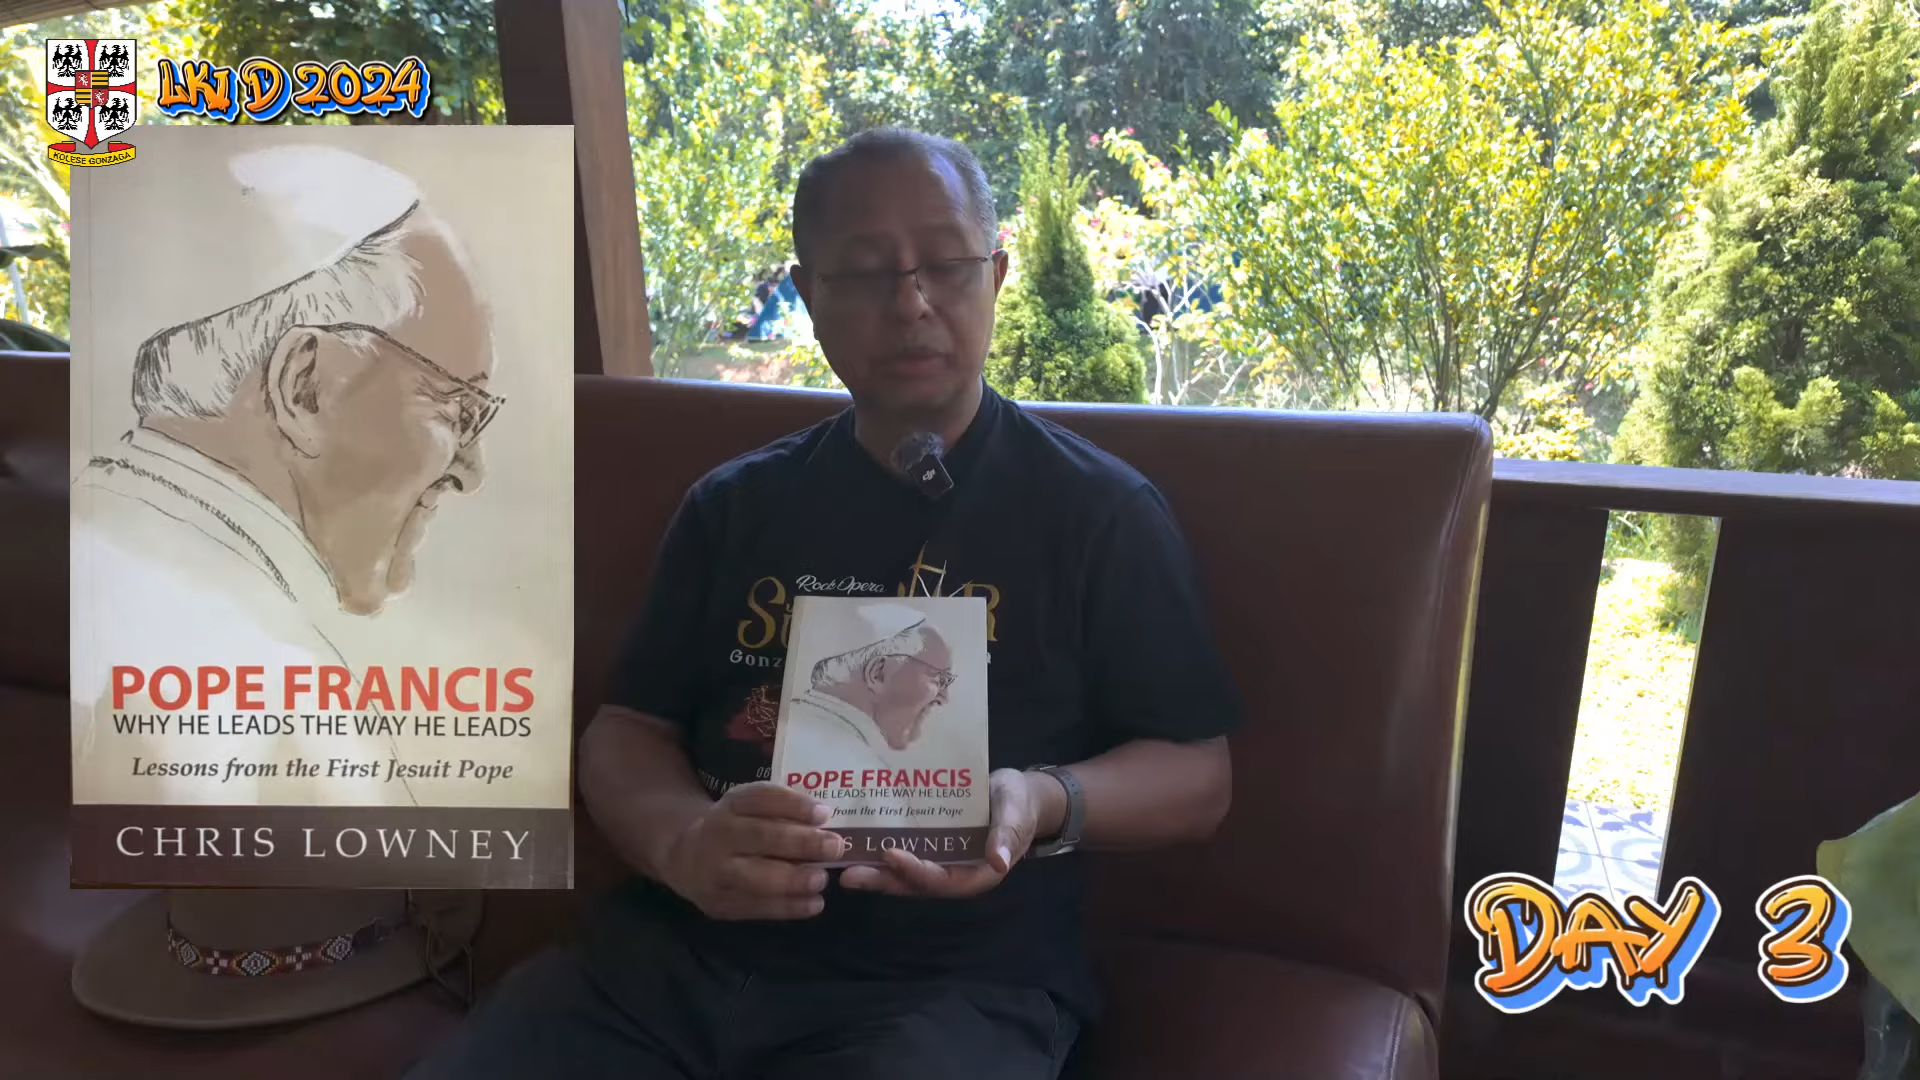 LKI D 2024
KOLESE GONZAGA
POPE FRANCIS
WHY HE LEADS THE WAY HE LEADS
Lessons from the First Jesuit Pope
CHRIS LOWNEY
Rock Opera
Gonz
POPE FRANCIS
HE LEADS THE WAY HE LEADS
from the First Jesuit Pope
S LOWNEY
DAY 3